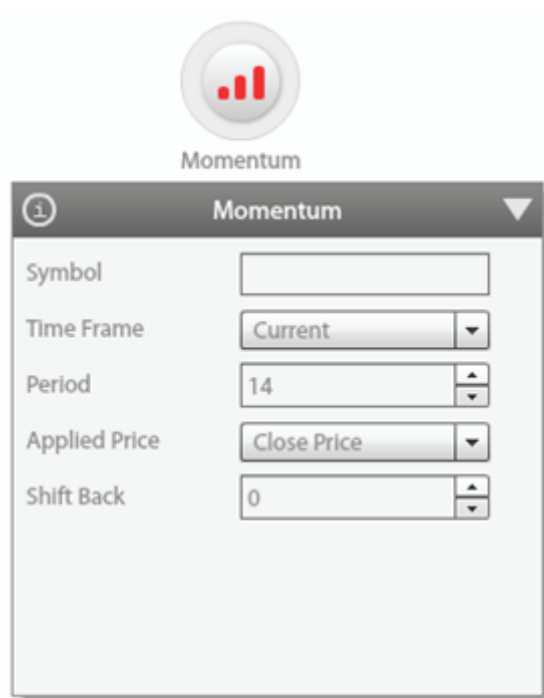 Momentum
i Momentum
Symbol
Time Frame Current
Period 14
Applied Price Close Price
Shift Back 0